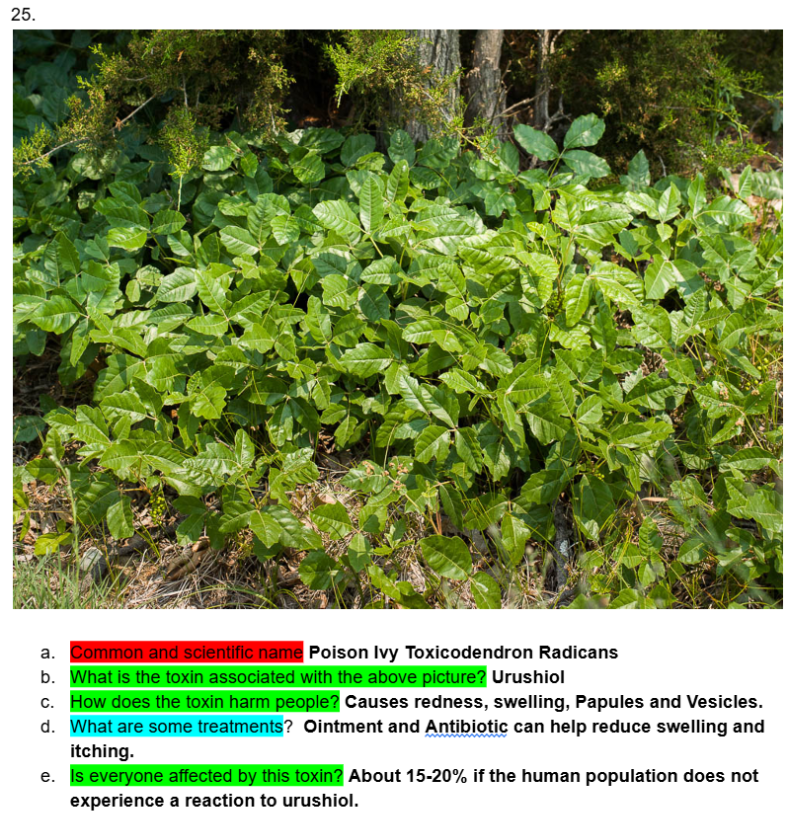 25.
a. Common and scientific name Poison Ivy Toxicodendron Radicans
b. What is the toxin associated with the above picture? Urushiol
c. How does the toxin harm people? Causes redness, swelling, Papules and Vesicles.
d. What are some treatments? Ointment and Antibiotic can help reduce swelling and
itching.
e. Is everyone affected by this toxin? About 15-20% if the human population does not
experience a reaction to urushiol.